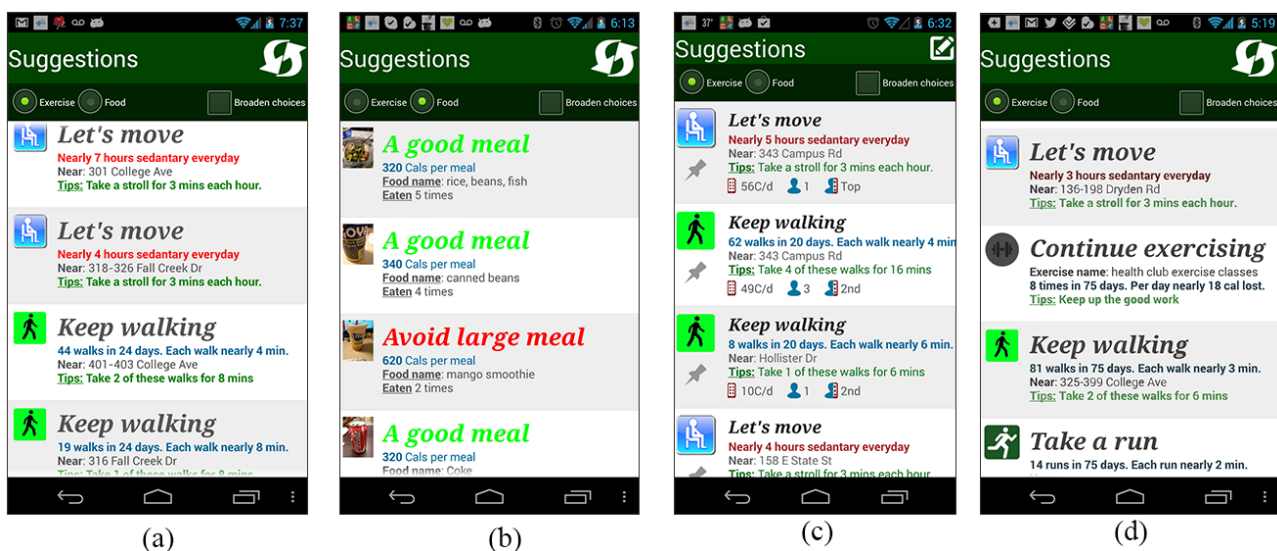 7:37
Suggestions
Exercise Food Broaden choices
Let's move
Nearly 7 hours sedantary everyday
Near: 301 College Ave
Tips: Take a stroll for 3 mins each hour.
Let's move
Nearly 4 hours sedantary everyday
Near: 318-326 Fall Creek Dr
Tips: Take a stroll for 3 mins each hour.
Keep walking
44 walks in 24 days. Each walk nearly 4 min.
Near: 401-403 College Ave
Tips: Take 2 of these walks for 8 mins
Keep walking
19 walks in 24 days. Each walk nearly 8 min.
Near: 316 Fall Creek Dr
Tips: Take 1 of these walks for 8 mins
(a)
6:13
Suggestions
Exercise Food Broaden choices
A good meal
320 Cals per meal
Food name: rice, beans, fish
Eaten 5 times
A good meal
340 Cals per meal
Food name: canned beans
Eaten 4 times
Avoid large meal
620 Cals per meal
Food name: mango smoothie
Eaten 2 times
A good meal
320 Cals per meal
Food name: Coke
(b)
37° 6:32
Suggestions
Exercise Food Broaden choices
Let's move
Nearly 5 hours sedantary everyday
Near: 343 Campus Rd
Tips: Take a stroll for 3 mins each hour.
56C/d 1 Top
Keep walking
62 walks in 20 days. Each walk nearly 4 min
Near: 343 Campus Rd
Tips: Take 4 of these walks for 16 mins
49C/d 3 2nd
Keep walking
8 walks in 20 days. Each walk nearly 6 min.
Near: Hollister Dr
Tips: Take 1 of these walks for 6 mins
10C/d 1 2nd
Let's move
Nearly 4 hours sedantary everyday
Near: 158 E State St
Tips: Take a stroll for 3 mins each hour.
(c)
5:19
Suggestions
Exercise Food Broaden choices
Let's move
Nearly 3 hours sedantary everyday
Near: 136-198 Dryden Rd
Tips: Take a stroll for 3 mins each hour.
Continue exercising
Exercise name: health club exercise classes
8 times in 75 days. Per day nearly 18 cal lost.
Tips: Keep up the good work
Keep walking
81 walks in 75 days. Each walk nearly 3 min.
Near: 325-399 College Ave
Tips: Take 2 of these walks for 6 mins
Take a run
14 runs in 75 days. Each run nearly 2 min.
(d)